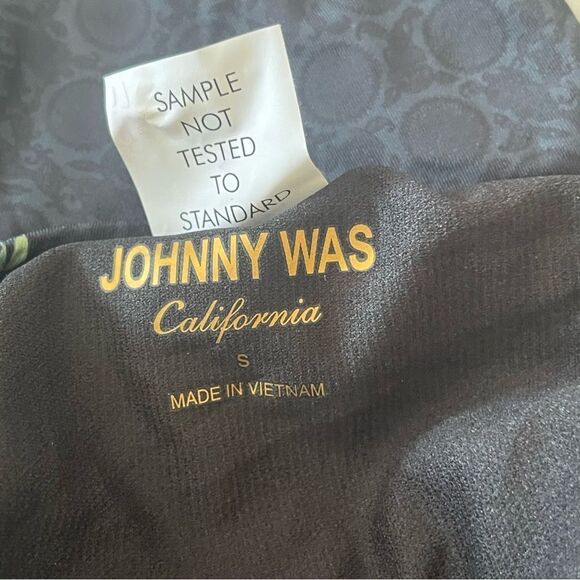 SAMPLE
NOT
TESTED
TO
STANDARD
JOHNNY WAS
California
S
MADE IN VIETNAM